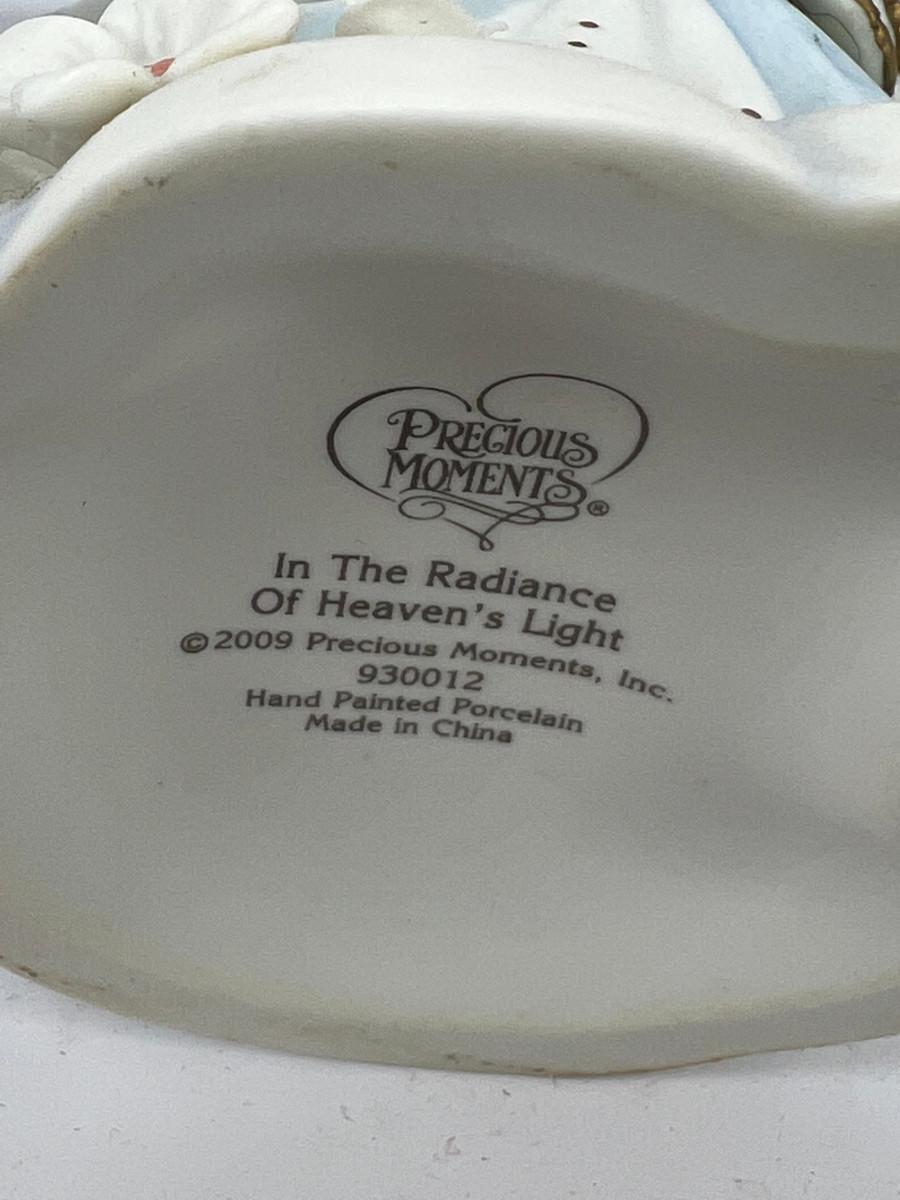 PRECIOUS
MOMENTS®
In The Radiance
Of Heaven's Light
©2009 Precious Moments, Inc.
930012
Hand Painted Porcelain
Made in China